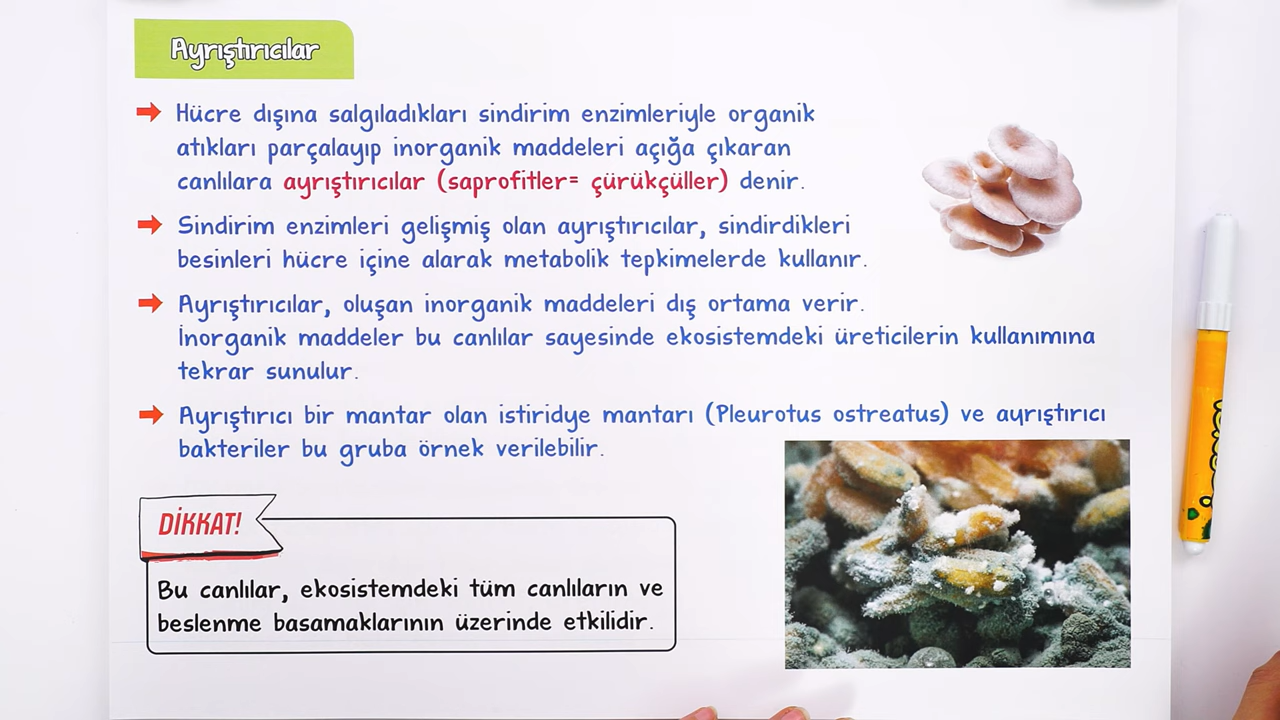 Ayrıştırıcılar
Hücre dışına salgıladıkları sindirim enzimleriyle organik
atıkları parçalayıp inorganik maddeleri açığa çıkaran
canlılara ayrıştırıcılar (saprofitler= çürükçüller) denir.
Sindirim enzimleri gelişmiş olan ayrıştırıcılar, sindirdikleri
besinleri hücre içine alarak metabolik tepkimelerde kullanır.
Ayrıştırıcılar, oluşan inorganik maddeleri dış ortama verir.
İnorganik maddeler bu canlılar sayesinde ekosistemdeki üreticilerin kullanımına
tekrar sunulur.
Ayrıştırıcı bir mantar olan istiridye mantarı (Pleurotus ostreatus) ve ayrıştırıcı
bakteriler bu gruba örnek verilebilir.
DİKKAT!
Bu canlılar, ekosistemdeki tüm canlıların ve
beslenme basamaklarının üzerinde etkilidir.